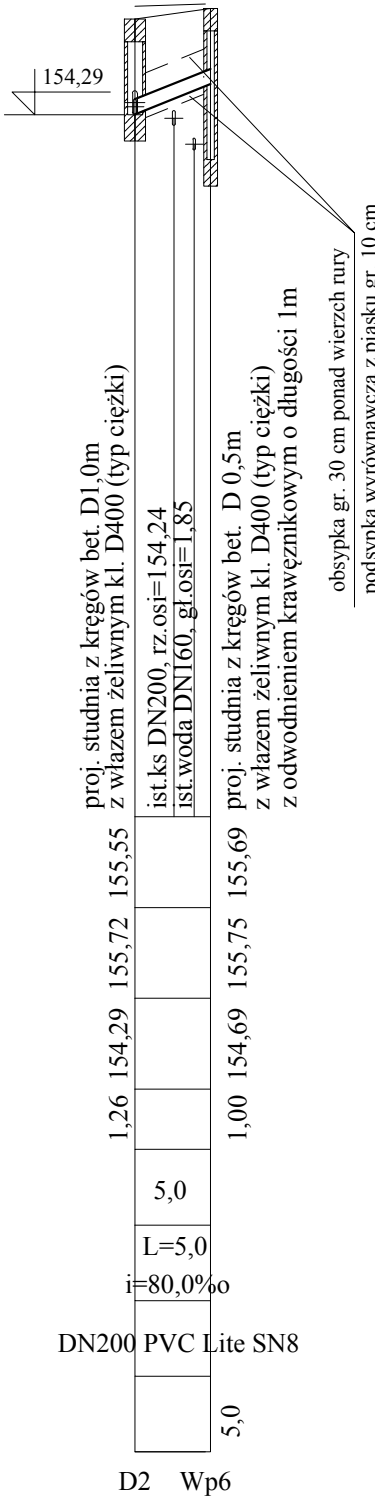 154,29
obsypka gr. 30 cm ponad wierzch rury
podsypka wyrównawcza z piasku gr. 10 cm
proj. studnia z kręgów bet. D1,0m
z włazem żeliwnym kl. D400 (typ ciężki)
ist.ks DN200, rz.osi=154,24
ist.woda DN160, gł.osi=1,85
proj. studnia z kręgów bet. D 0,5m
z włazem żeliwnym kl. D400 (typ ciężki)
z odwodnieniem krawęznikowym o długości 1m
155,55
155,69
155,72
155,75
154,29
154,69
1,26
1,00
5,0
L=5,0
i=80,0%o
DN200 PVC Lite SN8
5,0
D2 Wp6